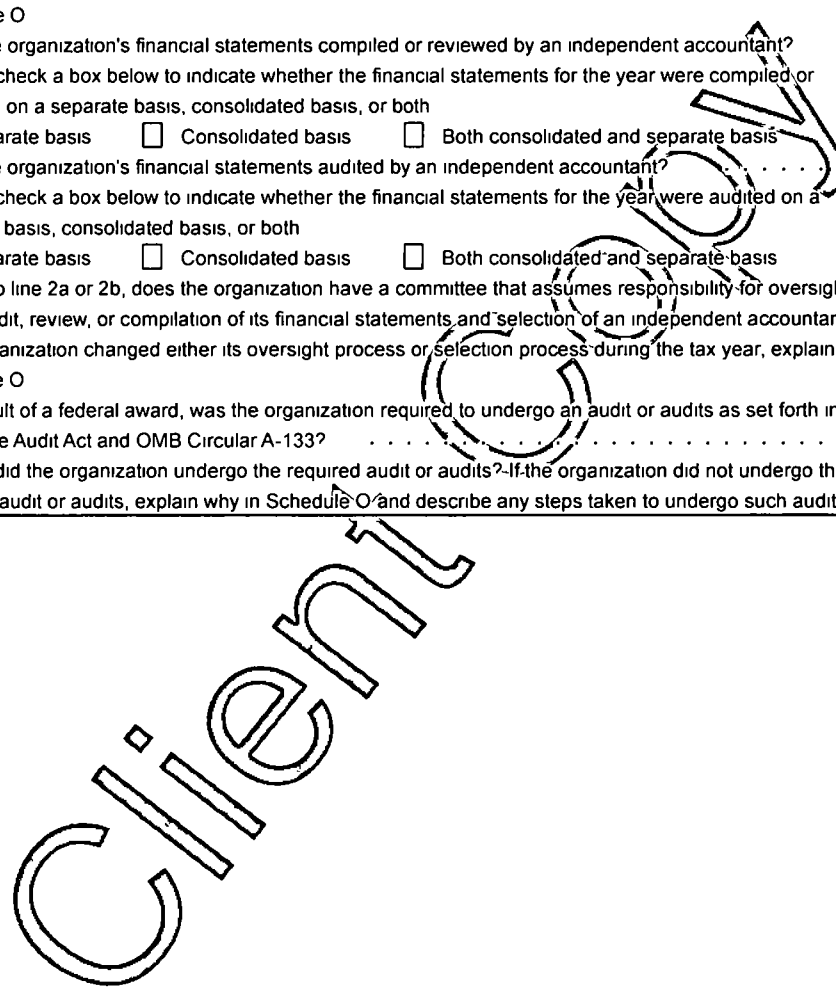 e O
e organization's financial statements compiled or reviewed by an independent accountant?
check a box below to indicate whether the financial statements for the year were compiled or
on a separate basis, consolidated basis, or both
arate basis ☐ Consolidated basis ☐ Both consolidated and separate basis
e organization's financial statements audited by an independent accountant? . . . . .
check a box below to indicate whether the financial statements for the year were audited on a
basis, consolidated basis, or both
arate basis ☐ Consolidated basis ☐ Both consolidated and separate basis
o line 2a or 2b, does the organization have a committee that assumes responsibility for oversigh
dit, review, or compilation of its financial statements and selection of an independent accountan
ganization changed either its oversight process or selection process during the tax year, explain
e O
ult of a federal award, was the organization required to undergo an audit or audits as set forth in
e Audit Act and OMB Circular A-133? . . . . . . . . . . . . . . . . . . . . . . . .
did the organization undergo the required audit or audits? If the organization did not undergo th
audit or audits, explain why in Schedule O and describe any steps taken to undergo such audit
Client Copy